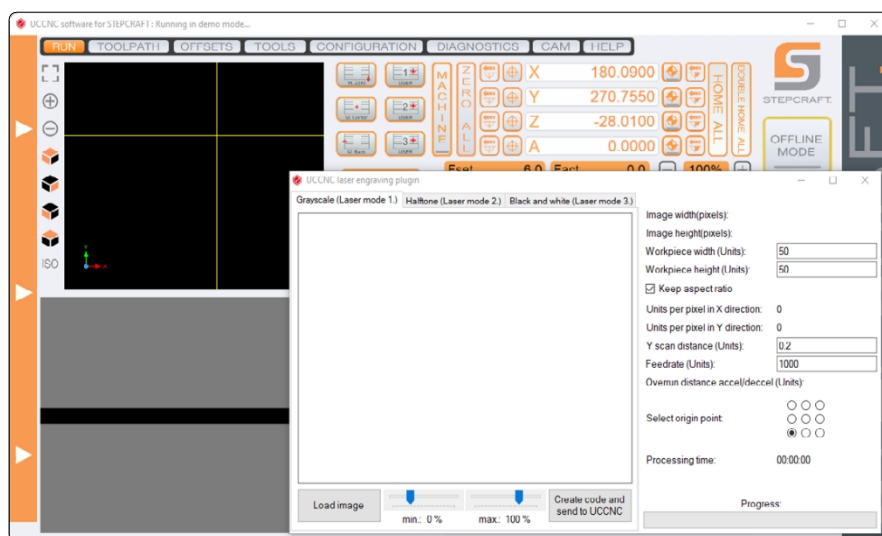 UCCNC software for STEPCRAFT : Running in demo mode...
RUN TOOLPATH OFFSETS TOOLS CONFIGURATION DIAGNOSTICS CAM HELP
MACHINE
ZERO ALL
X 180.0900
Y 270.7550
Z -28.0100
A 0.0000
HOME ALL
DOUBLE HOME ALL
1
2
3
USER
USER
USER
STEPCRAFT
OFFLINE
MODE
Fset 6.0 Fact 0.0 100%
ISO
UCCNC laser engraving plugin
Grayscale (Laser mode 1.) Halftone (Laser mode 2.) Black and white (Laser mode 3.)
Image width(pixels):
Image height(pixels):
Workpiece width (Units): 50
Workpiece height (Units): 50
Keep aspect ratio
Units per pixel in X direction: 0
Units per pixel in Y direction: 0
Y scan distance (Units): 0.2
Feedrate (Units): 1000
Overrun distance accel/deccel (Units):
Select origin point:
Processing time: 00:00:00
Progress:
Load image
min.: 0 %
max.: 100 %
Create code and
send to UCCNC